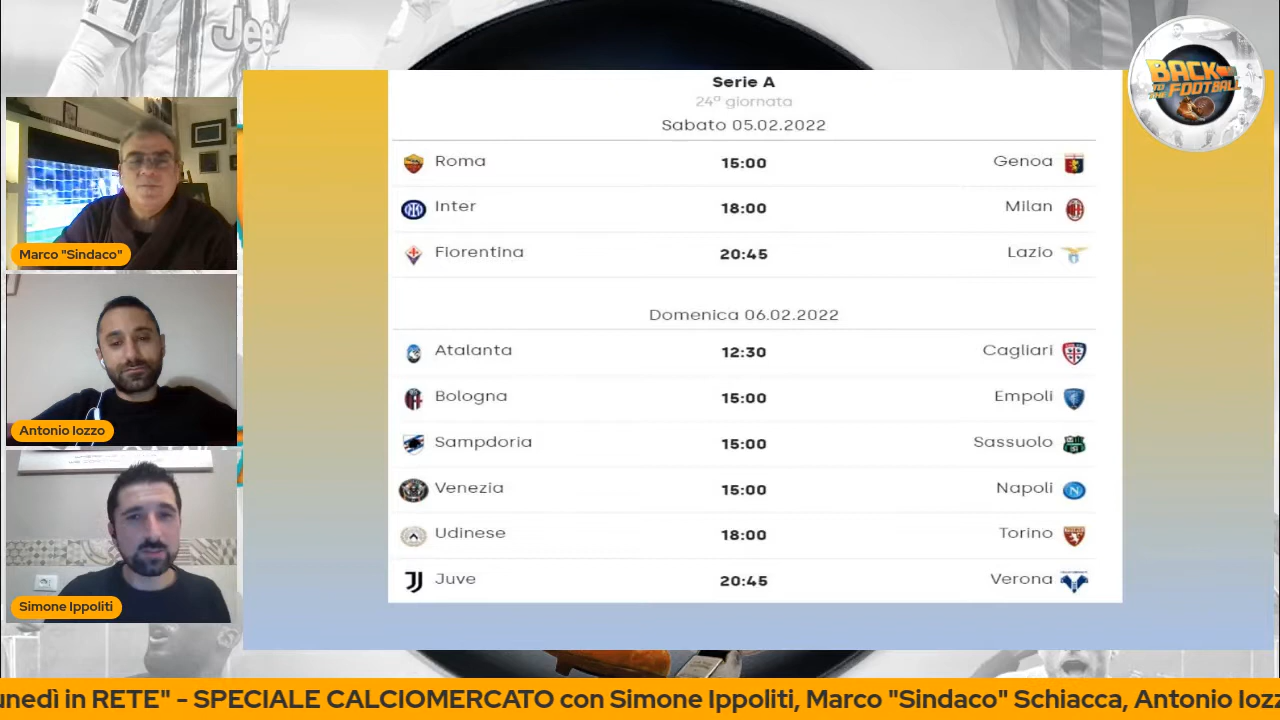 Jeep
BACK
TO THE FOOTBALL
Serie A
24ª giornata
Sabato 05.02.2022
Roma 15:00 Genoa
Inter 18:00 Milan
Fiorentina 20:45 Lazio
Domenica 06.02.2022
Atalanta 12:30 Cagliari
Bologna 15:00 Empoli
Sampdoria 15:00 Sassuolo
Venezia 15:00 Napoli
Udinese 18:00 Torino
Juve 20:45 Verona
Marco "Sindaco"
Antonio Iozzo
Simone Ippoliti
unedì in RETE" - SPECIALE CALCIOMERCATO con Simone Ippoliti, Marco "Sindaco" Schiacca, Antonio Iozz